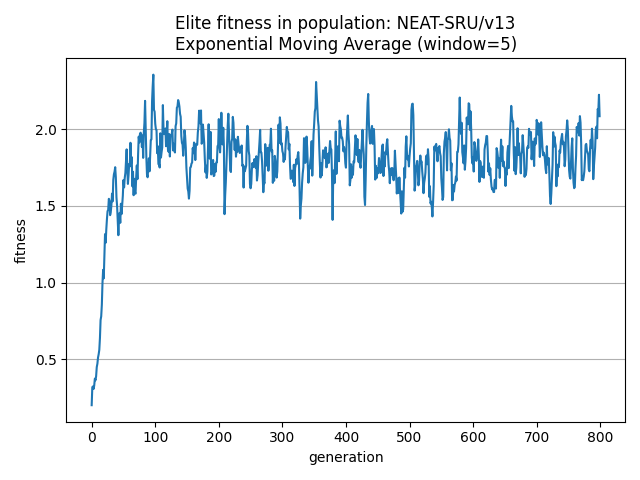 Elite fitness in population: NEAT-SRU/v13
Exponential Moving Average (window=5)
fitness
2.0
1.5
1.0
0.5
0 100 200 300 400 500 600 700 800
generation